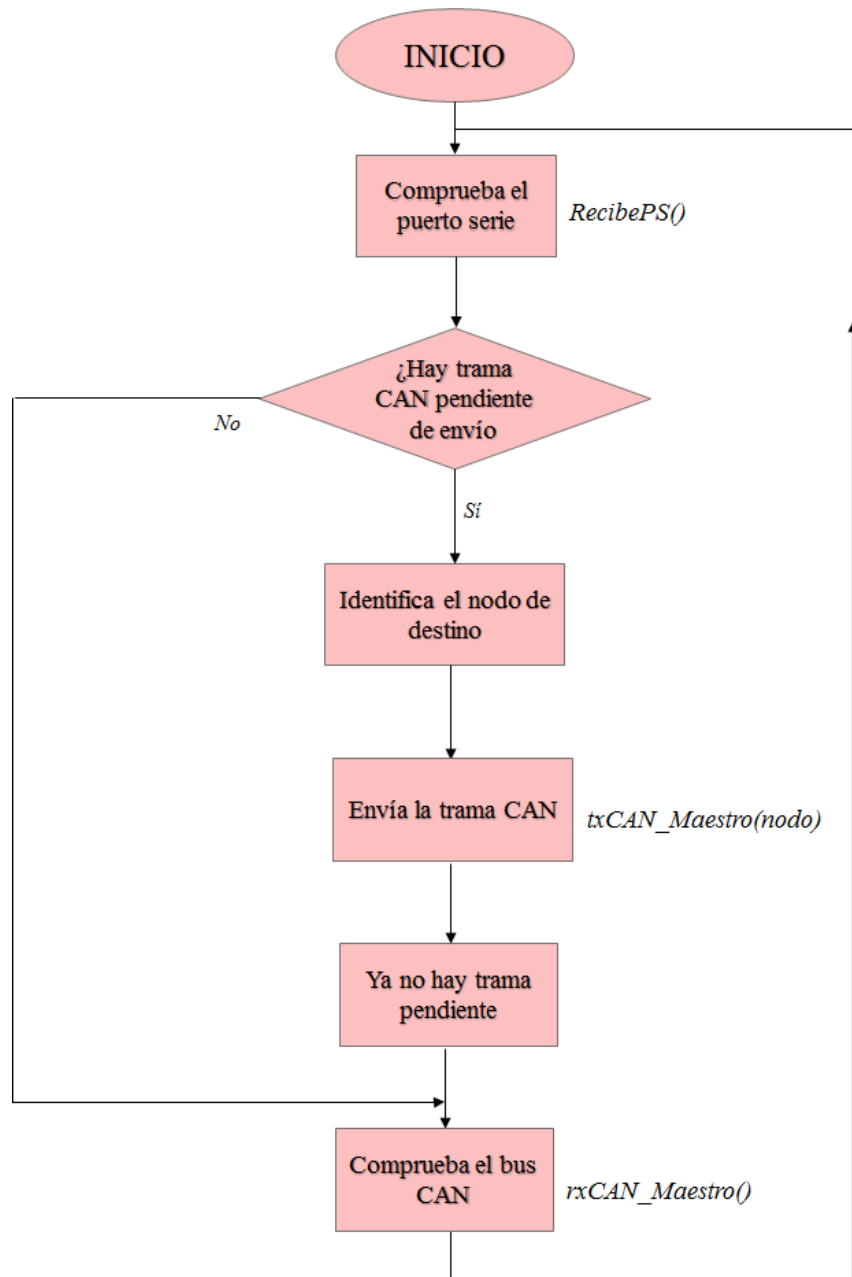 INICIO
Comprueba el
puerto serie
RecibePS()
¿Hay trama
CAN pendiente
de envío
No
Sí
Identifica el nodo de
destino
Envía la trama CAN
txCAN_Maestro(nodo)
Ya no hay trama
pendiente
Comprueba el bus
CAN
rxCAN_Maestro()